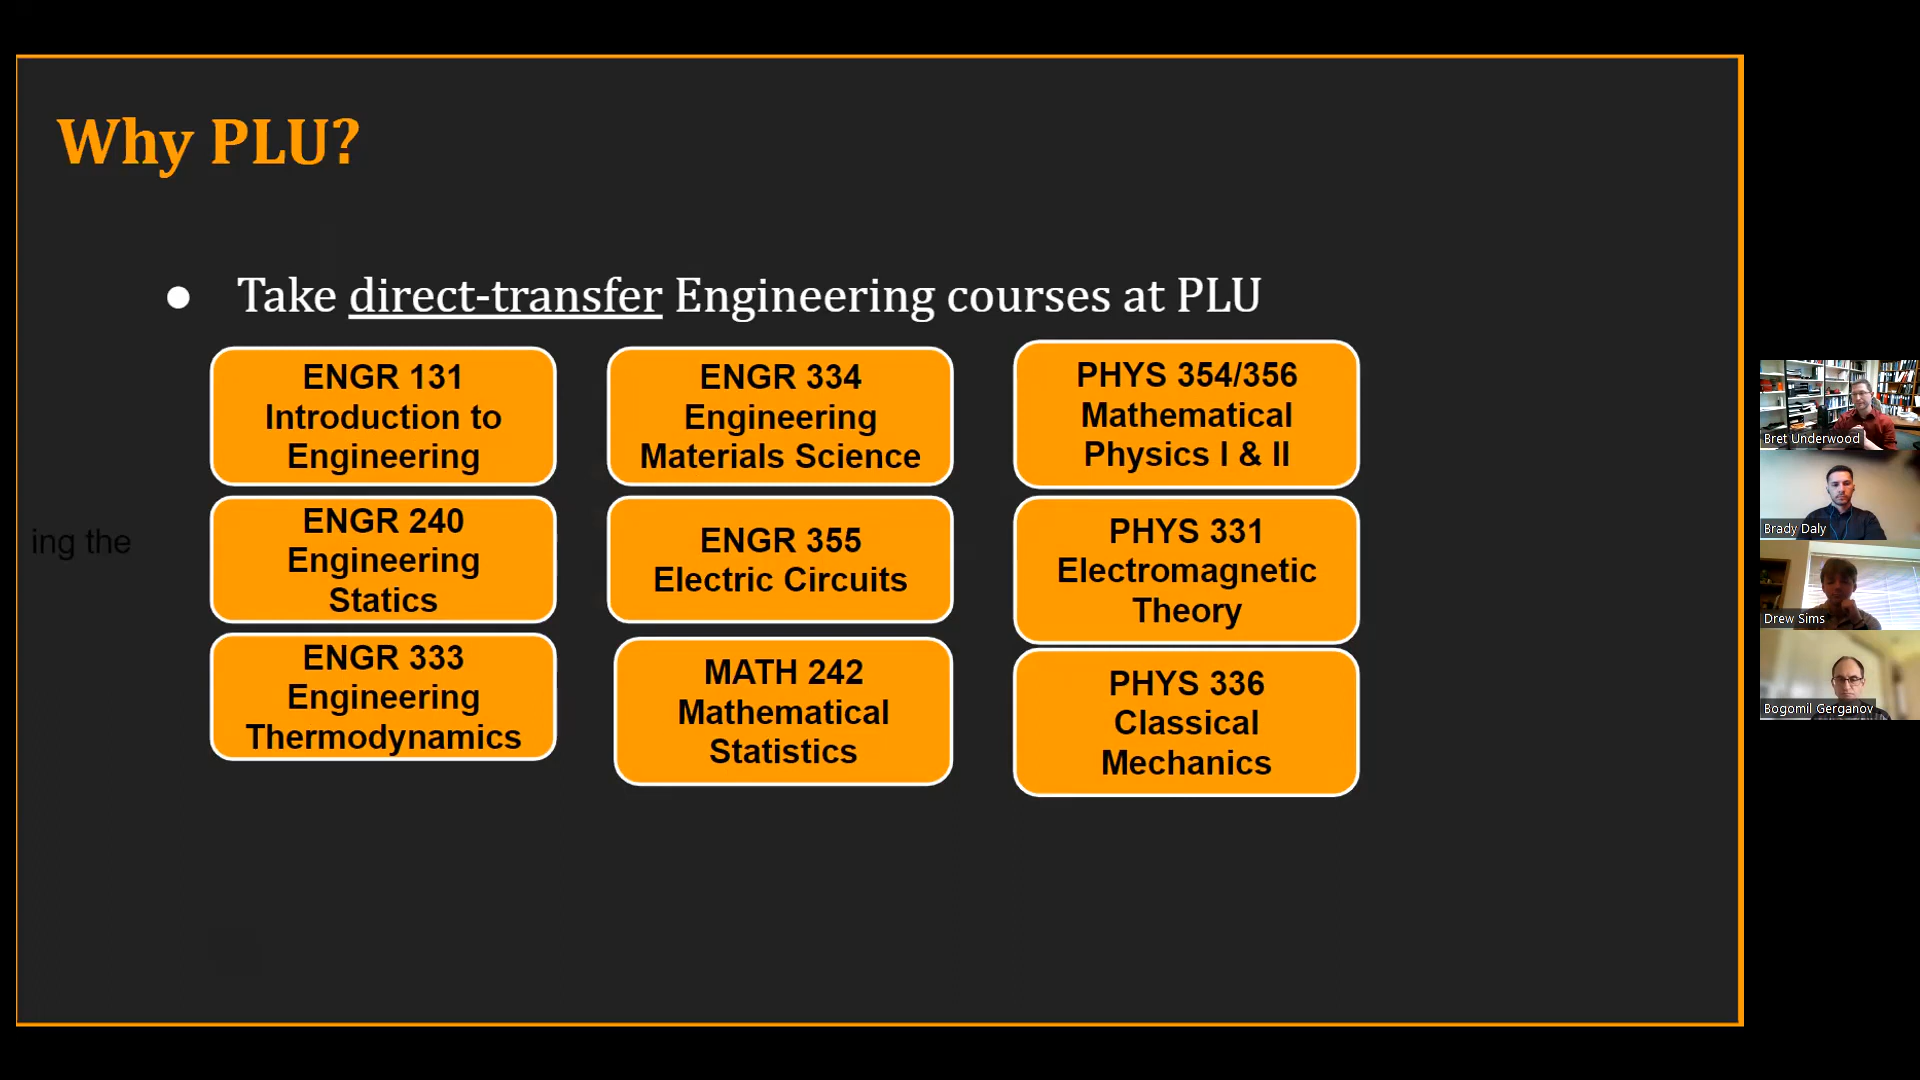 Why PLU?
● Take direct-transfer Engineering courses at PLU
ENGR 131
Introduction to
Engineering
ENGR 334
Engineering
Materials Science
PHYS 354/356
Mathematical
Physics I & II
ing the
ENGR 240
Engineering
Statics
ENGR 355
Electric Circuits
PHYS 331
Electromagnetic
Theory
ENGR 333
Engineering
Thermodynamics
MATH 242
Mathematical
Statistics
PHYS 336
Classical
Mechanics
Bret Underwood
Brady Daly
Drew Sims
Bogomil Gerganov